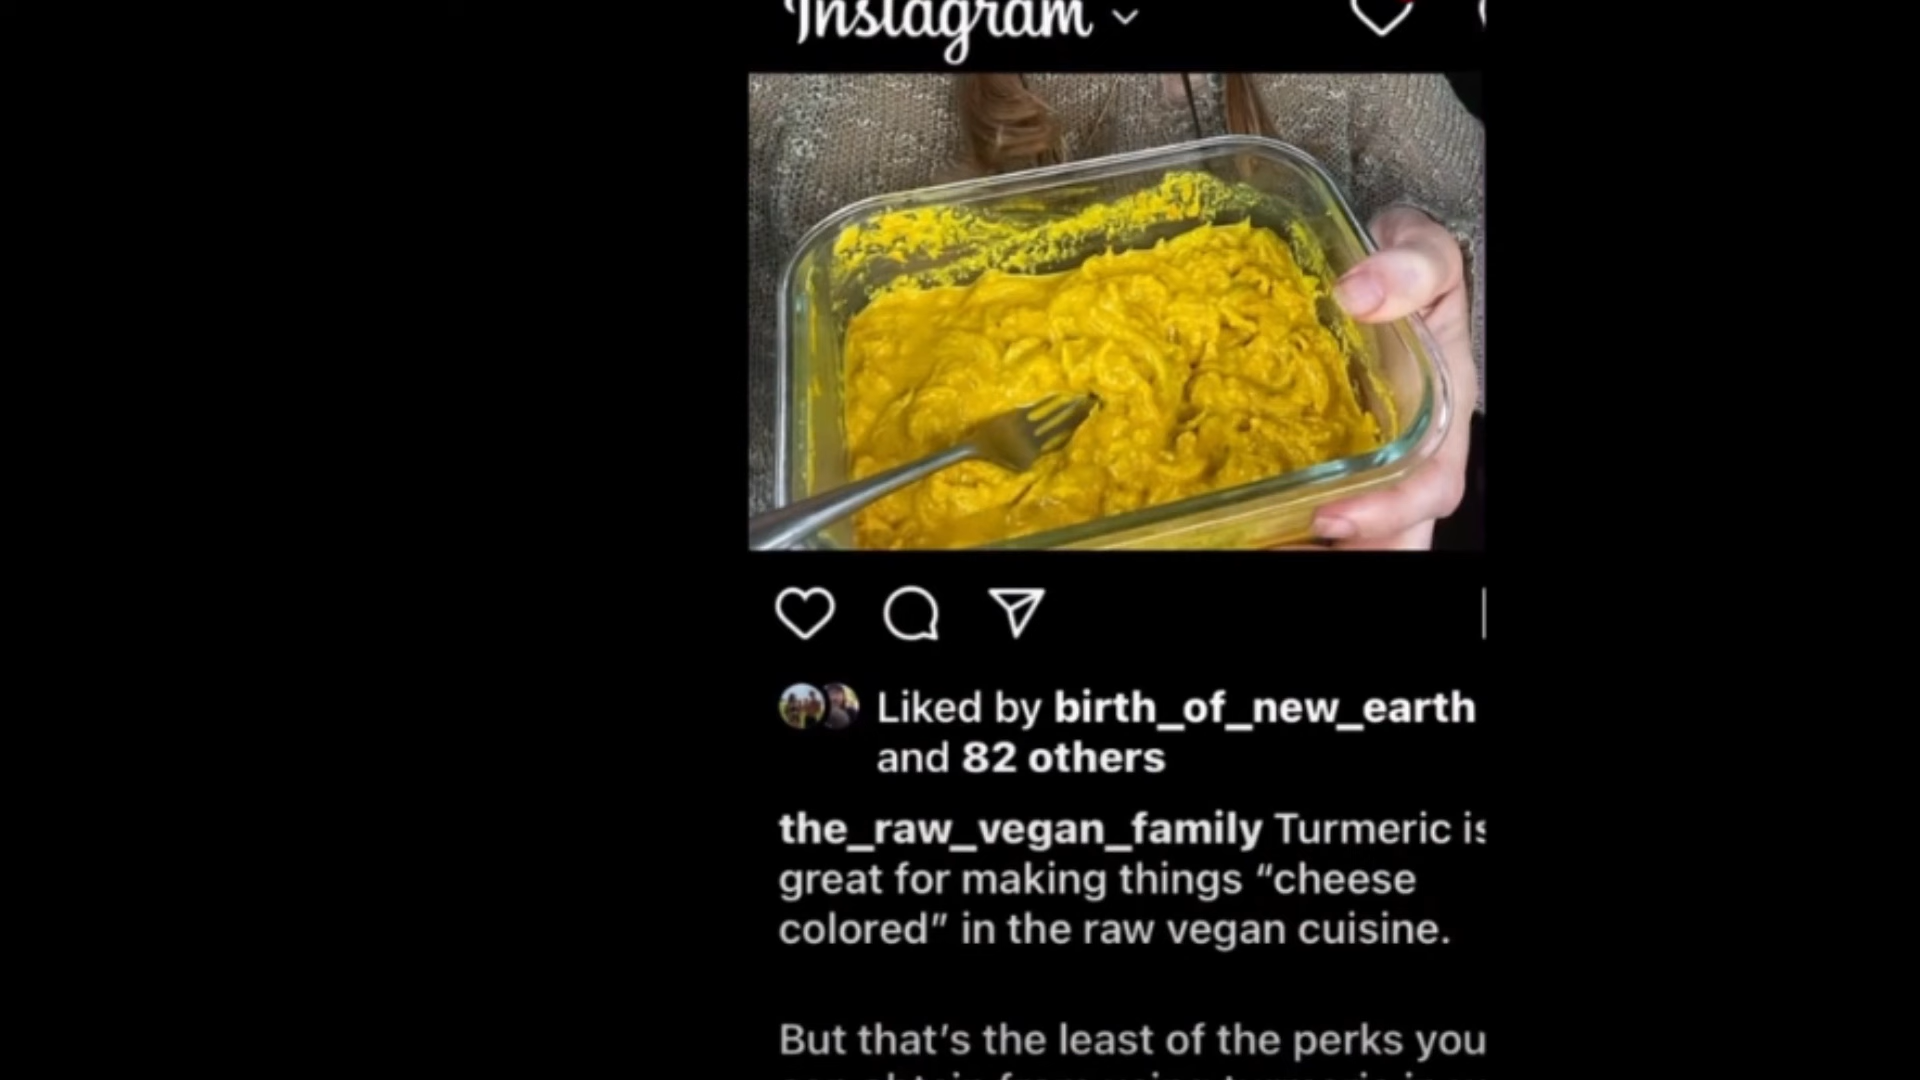 Instagram
Liked by birth_of_new_earth
and 82 others
the_raw_vegan_family Turmeric is
great for making things “cheese
colored” in the raw vegan cuisine.
But that’s the least of the perks you